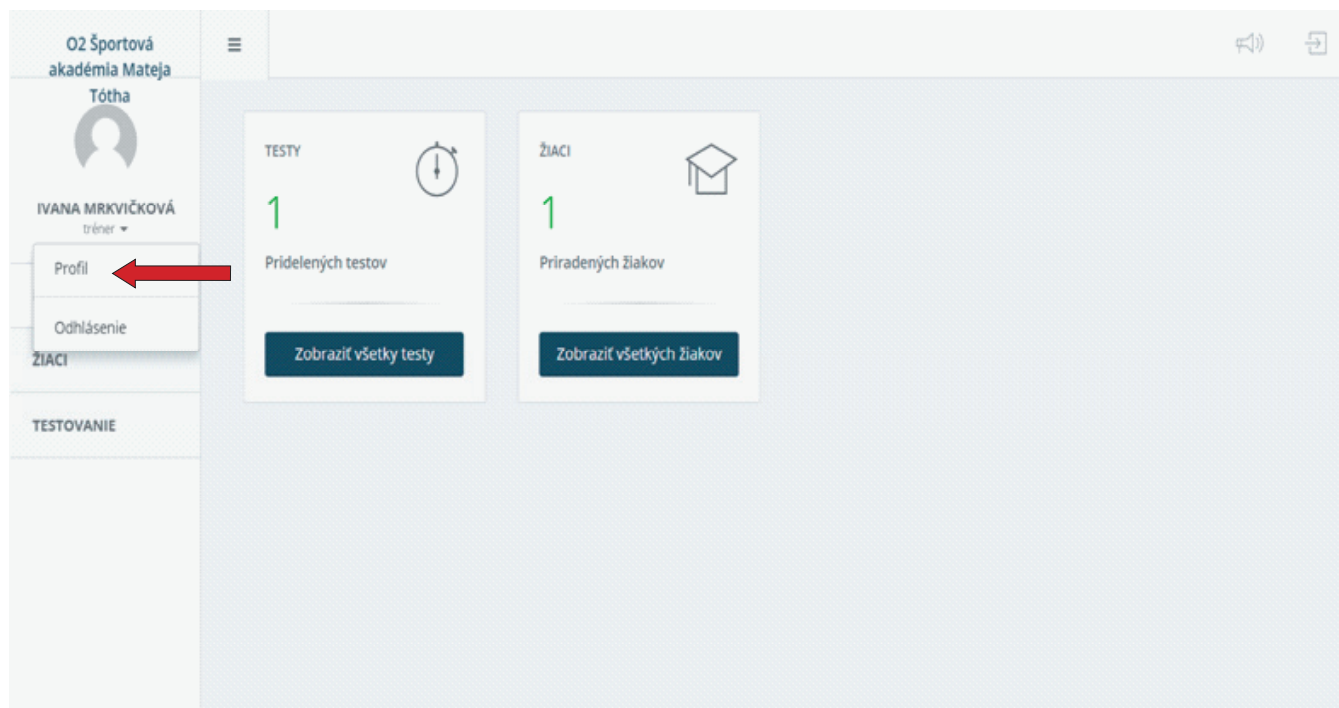 O2 Športová
akadémia Mateja
Tótha
IVANA MRKVIČKOVÁ
tréner
Profil
Odhlásenie
ŽIACI
TESTOVANIE
TESTY
1
Pridelených testov
Zobraziť všetky testy
ŽIACI
1
Priradených žiakov
Zobraziť všetkých žiakov